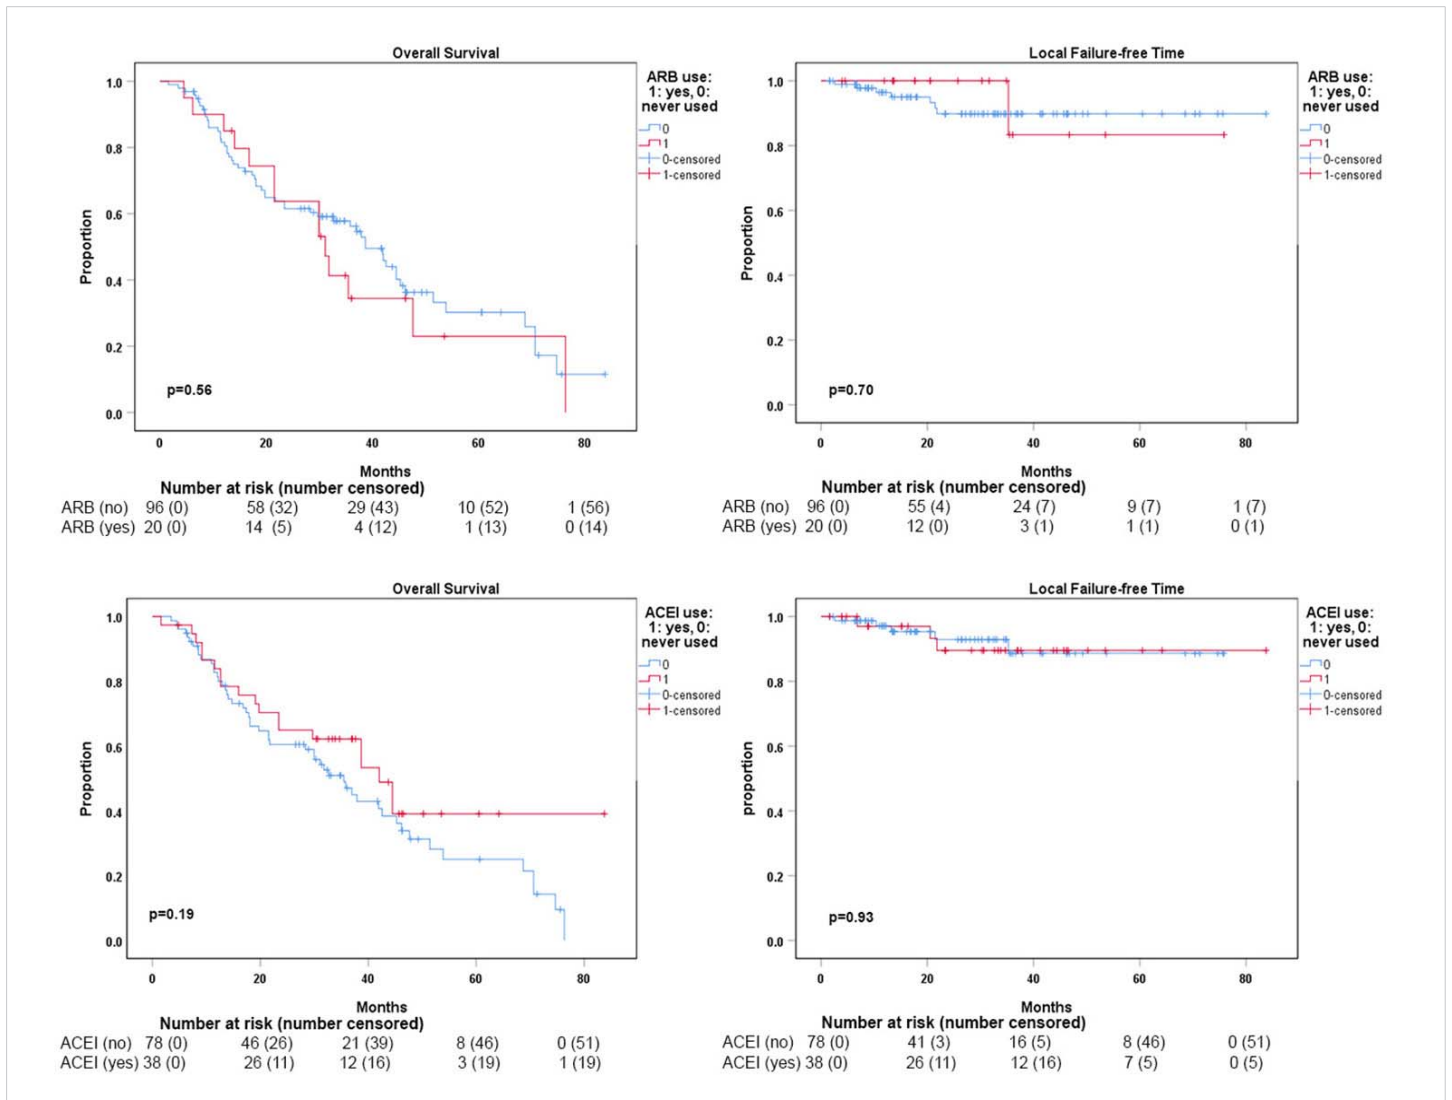 Overall Survival
ARB use:
1: yes, 0:
never used
0
1
0-censored
1-censored
Proportion
1.0
0.8
0.6
0.4
0.2
0.0
p=0.56
0 20 40 60 80
Months
Number at risk (number censored)
ARB (no) 96 (0) 58 (32) 29 (43) 10 (52) 1 (56)
ARB (yes) 20 (0) 14 (5) 4 (12) 1 (13) 0 (14)
Local Failure-free Time
ARB use:
1: yes, 0:
never used
0
1
0-censored
1-censored
Proportion
1.0
0.8
0.6
0.4
0.2
0.0
p=0.70
0 20 40 60 80
Months
Number at risk (number censored)
ARB (no) 96 (0) 55 (4) 24 (7) 9 (7) 1 (7)
ARB (yes) 20 (0) 12 (0) 3 (1) 1 (1) 0 (1)
Overall Survival
ACEI use:
1: yes, 0:
never used
0
1
0-censored
1-censored
Proportion
1.0
0.8
0.6
0.4
0.2
0.0
p=0.19
0 20 40 60 80
Months
Number at risk (number censored)
ACEI (no) 78 (0) 46 (26) 21 (39) 8 (46) 0 (51)
ACEI (yes) 38 (0) 26 (11) 12 (16) 3 (19) 1 (19)
Local Failure-free Time
ACEI use:
1: yes, 0:
never used
0
1
0-censored
1-censored
proportion
1.0
0.8
0.6
0.4
0.2
0.0
p=0.93
0 20 40 60 80
Months
Number at risk (number censored)
ACEI (no) 78 (0) 41 (3) 16 (5) 8 (46) 0 (51)
ACEI (yes) 38 (0) 26 (11) 12 (16) 7 (5) 0 (5)